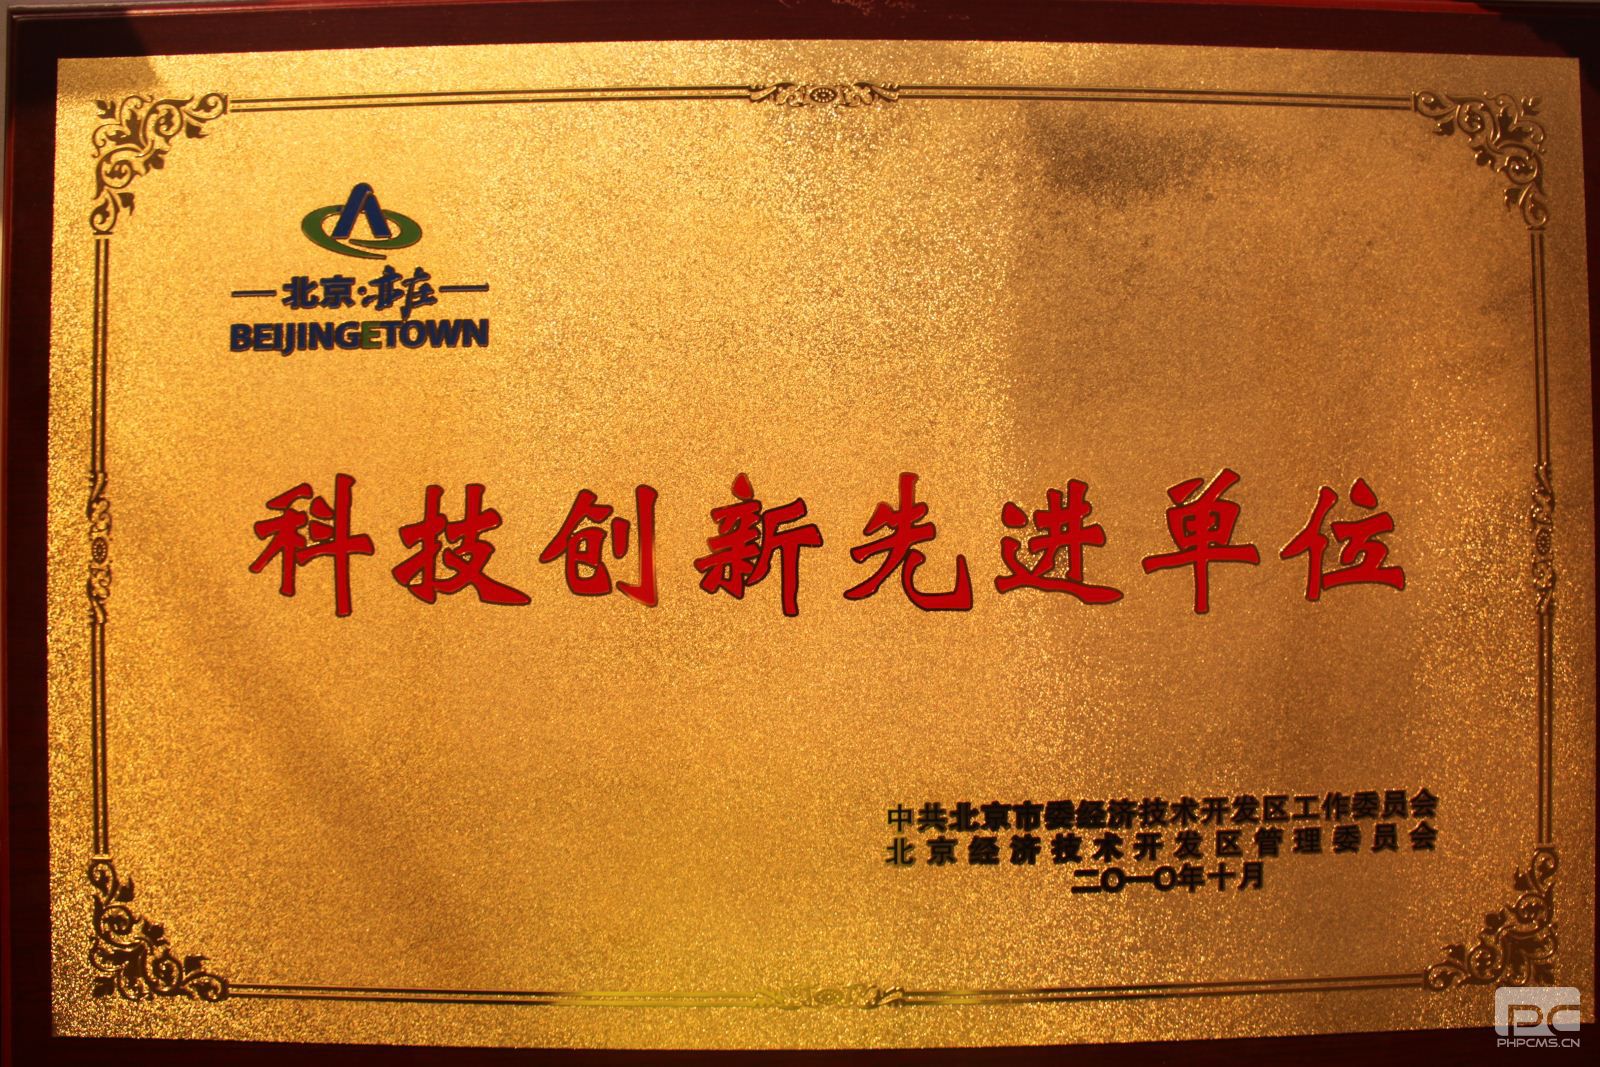 北京·亦庄
BEIJINGETOWN
科技创新先进单位
中共北京市委经济技术开发区工作委员会
北京经济技术开发区管理委员会
二〇一〇年十月
PC
PHPCMS.CN